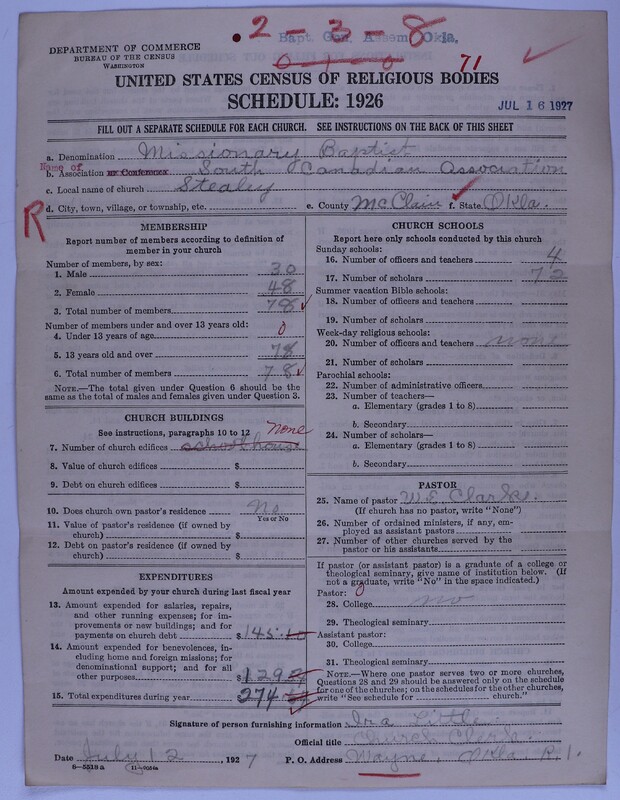 2-3-8
Bapt. Gen. Assem. Okla.
DEPARTMENT OF COMMERCE
BUREAU OF THE CENSUS
WASHINGTON
71
UNITED STATES CENSUS OF RELIGIOUS BODIES
SCHEDULE: 1926
JUL 16 1927
FILL OUT A SEPARATE SCHEDULE FOR EACH CHURCH. SEE INSTRUCTIONS ON THE BACK OF THIS SHEET
a. Denomination Missionary Baptist
Name of
b. Association or Conference South Canadian Association
c. Local name of church Stealey
R
d. City, town, village, or township, etc. e. County McClain f. State Okla.
MEMBERSHIP
Report number of members according to definition of
member in your church
Number of members, by sex:
1. Male 30
2. Female 48
3. Total number of members 78
Number of members under and over 13 years old:
4. Under 13 years of age 0
5. 13 years old and over 78
6. Total number of members 78
NOTE.—The total given under Question 6 should be the
same as the total of males and females given under Question 3.
CHURCH BUILDINGS
See instructions, paragraphs 10 to 12 None
7. Number of church edifices school house
8. Value of church edifices $
9. Debt on church edifices $
10. Does church own pastor's residence No
Yes or No
11. Value of pastor's residence (if owned by
church) $
12. Debt on pastor's residence (if owned by
church) $
EXPENDITURES
Amount expended by your church during last fiscal year
13. Amount expended for salaries, repairs,
and other running expenses; for im-
provements or new buildings; and for
payments on church debt $ 145
14. Amount expended for benevolences, in-
cluding home and foreign missions; for
denominational support; and for all
other purposes $ 129
15. Total expenditures during year 274
CHURCH SCHOOLS
Report here only schools conducted by this church
Sunday schools:
16. Number of officers and teachers 4
17. Number of scholars 72
Summer vacation Bible schools:
18. Number of officers and teachers
19. Number of scholars
Week-day religious schools:
20. Number of officers and teachers none
21. Number of scholars
Parochial schools:
22. Number of administrative officers
23. Number of teachers—
a. Elementary (grades 1 to 8)
b. Secondary
24. Number of scholars—
a. Elementary (grades 1 to 8)
b. Secondary
PASTOR
25. Name of pastor W.E. Clarke.
(If church has no pastor, write "None")
26. Number of ordained ministers, if any, em-
ployed as assistant pastors
27. Number of other churches served by the
pastor or his assistants
If pastor (or assistant pastor) is a graduate of a college or
theological seminary, give name of institution below. (If
not a graduate, write "No" in the space indicated.)
Pastor: 0
28. College no
29. Theological seminary
Assistant pastor:
30. College
31. Theological seminary
NOTE.—Where one pastor serves two or more churches,
Questions 28 and 29 should be answered only on the schedule
for one of the churches; on the schedules for the other churches,
write "See schedule for church."
Signature of person furnishing information Ira Little
Official title Church Clerk.
Date July 12, 1927 P. O. Address Wayne, Okla R.1.
8—5518a